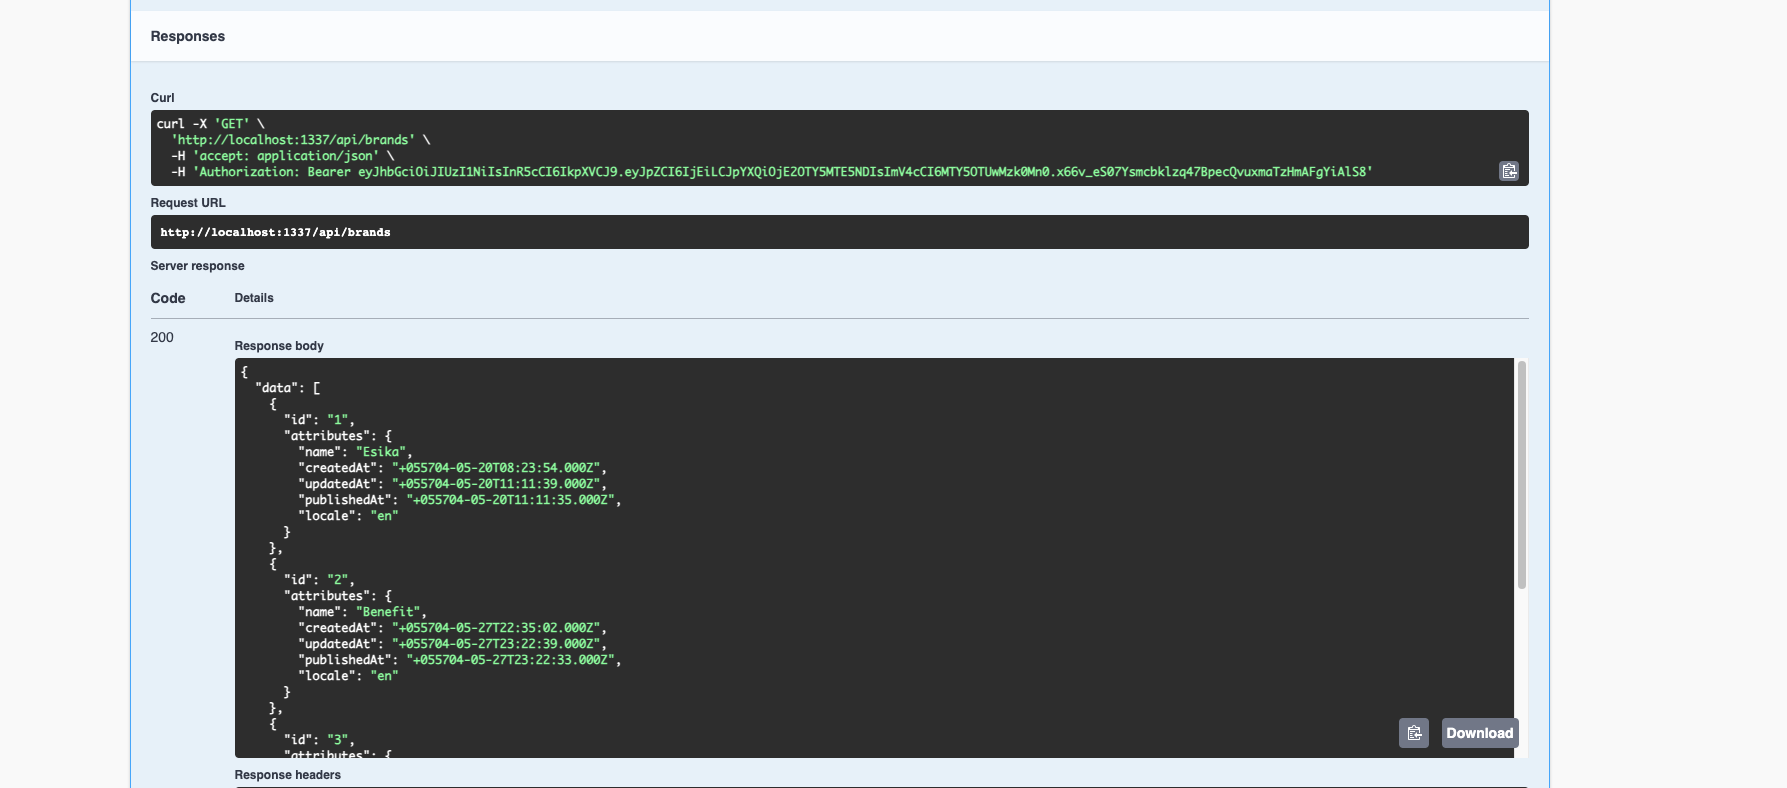 Responses
Curl
curl -X 'GET' \
'http://localhost:1337/api/brands' \
-H 'accept: application/json' \
-H 'Authorization: Bearer eyJhbGciOiJIUzI1NiIsInR5cCI6IkpXVCJ9.eyJpZCI6IjEiLCJpYXQiOjE2OTY5MTE5NDIsImV4cCI6MTY5OTUwMzk0Mn0.x66v_eS07Ysmcbklzq47BpecQvuxmaTzHmAFgYiAlS8'
Request URL
http://localhost:1337/api/brands
Server response
Code Details
200
Response body
{
"data": [
{
"id": "1",
"attributes": {
"name": "Esika",
"createdAt": "+055704-05-20T08:23:54.000Z",
"updatedAt": "+055704-05-20T11:11:39.000Z",
"publishedAt": "+055704-05-20T11:11:35.000Z",
"locale": "en"
}
},
{
"id": "2",
"attributes": {
"name": "Benefit",
"createdAt": "+055704-05-27T22:35:02.000Z",
"updatedAt": "+055704-05-27T23:22:39.000Z",
"publishedAt": "+055704-05-27T23:22:33.000Z",
"locale": "en"
}
},
{
"id": "3",
"attributes": {
Download
Response headers